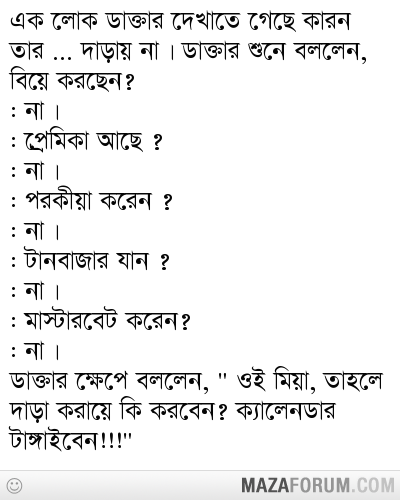 এক লোক ডাক্তার দেখাতে গেছে কারন
তার ... দাড়ায় না । ডাক্তার শুনে বললেন,
বিয়ে করছেন?
: না ।
: প্রেমিকা আছে ?
: না ।
: পরকীয়া করেন ?
: না ।
: টানবাজার যান ?
: না ।
: মাস্টারবেট করেন?
: না ।
ডাক্তার ক্ষেপে বললেন, " ওই মিয়া, তাহলে
দাড়া করায়ে কি করবেন? ক্যালেনডার
টাঙ্গাইবেন!!!"
MAZAFORUM.COM